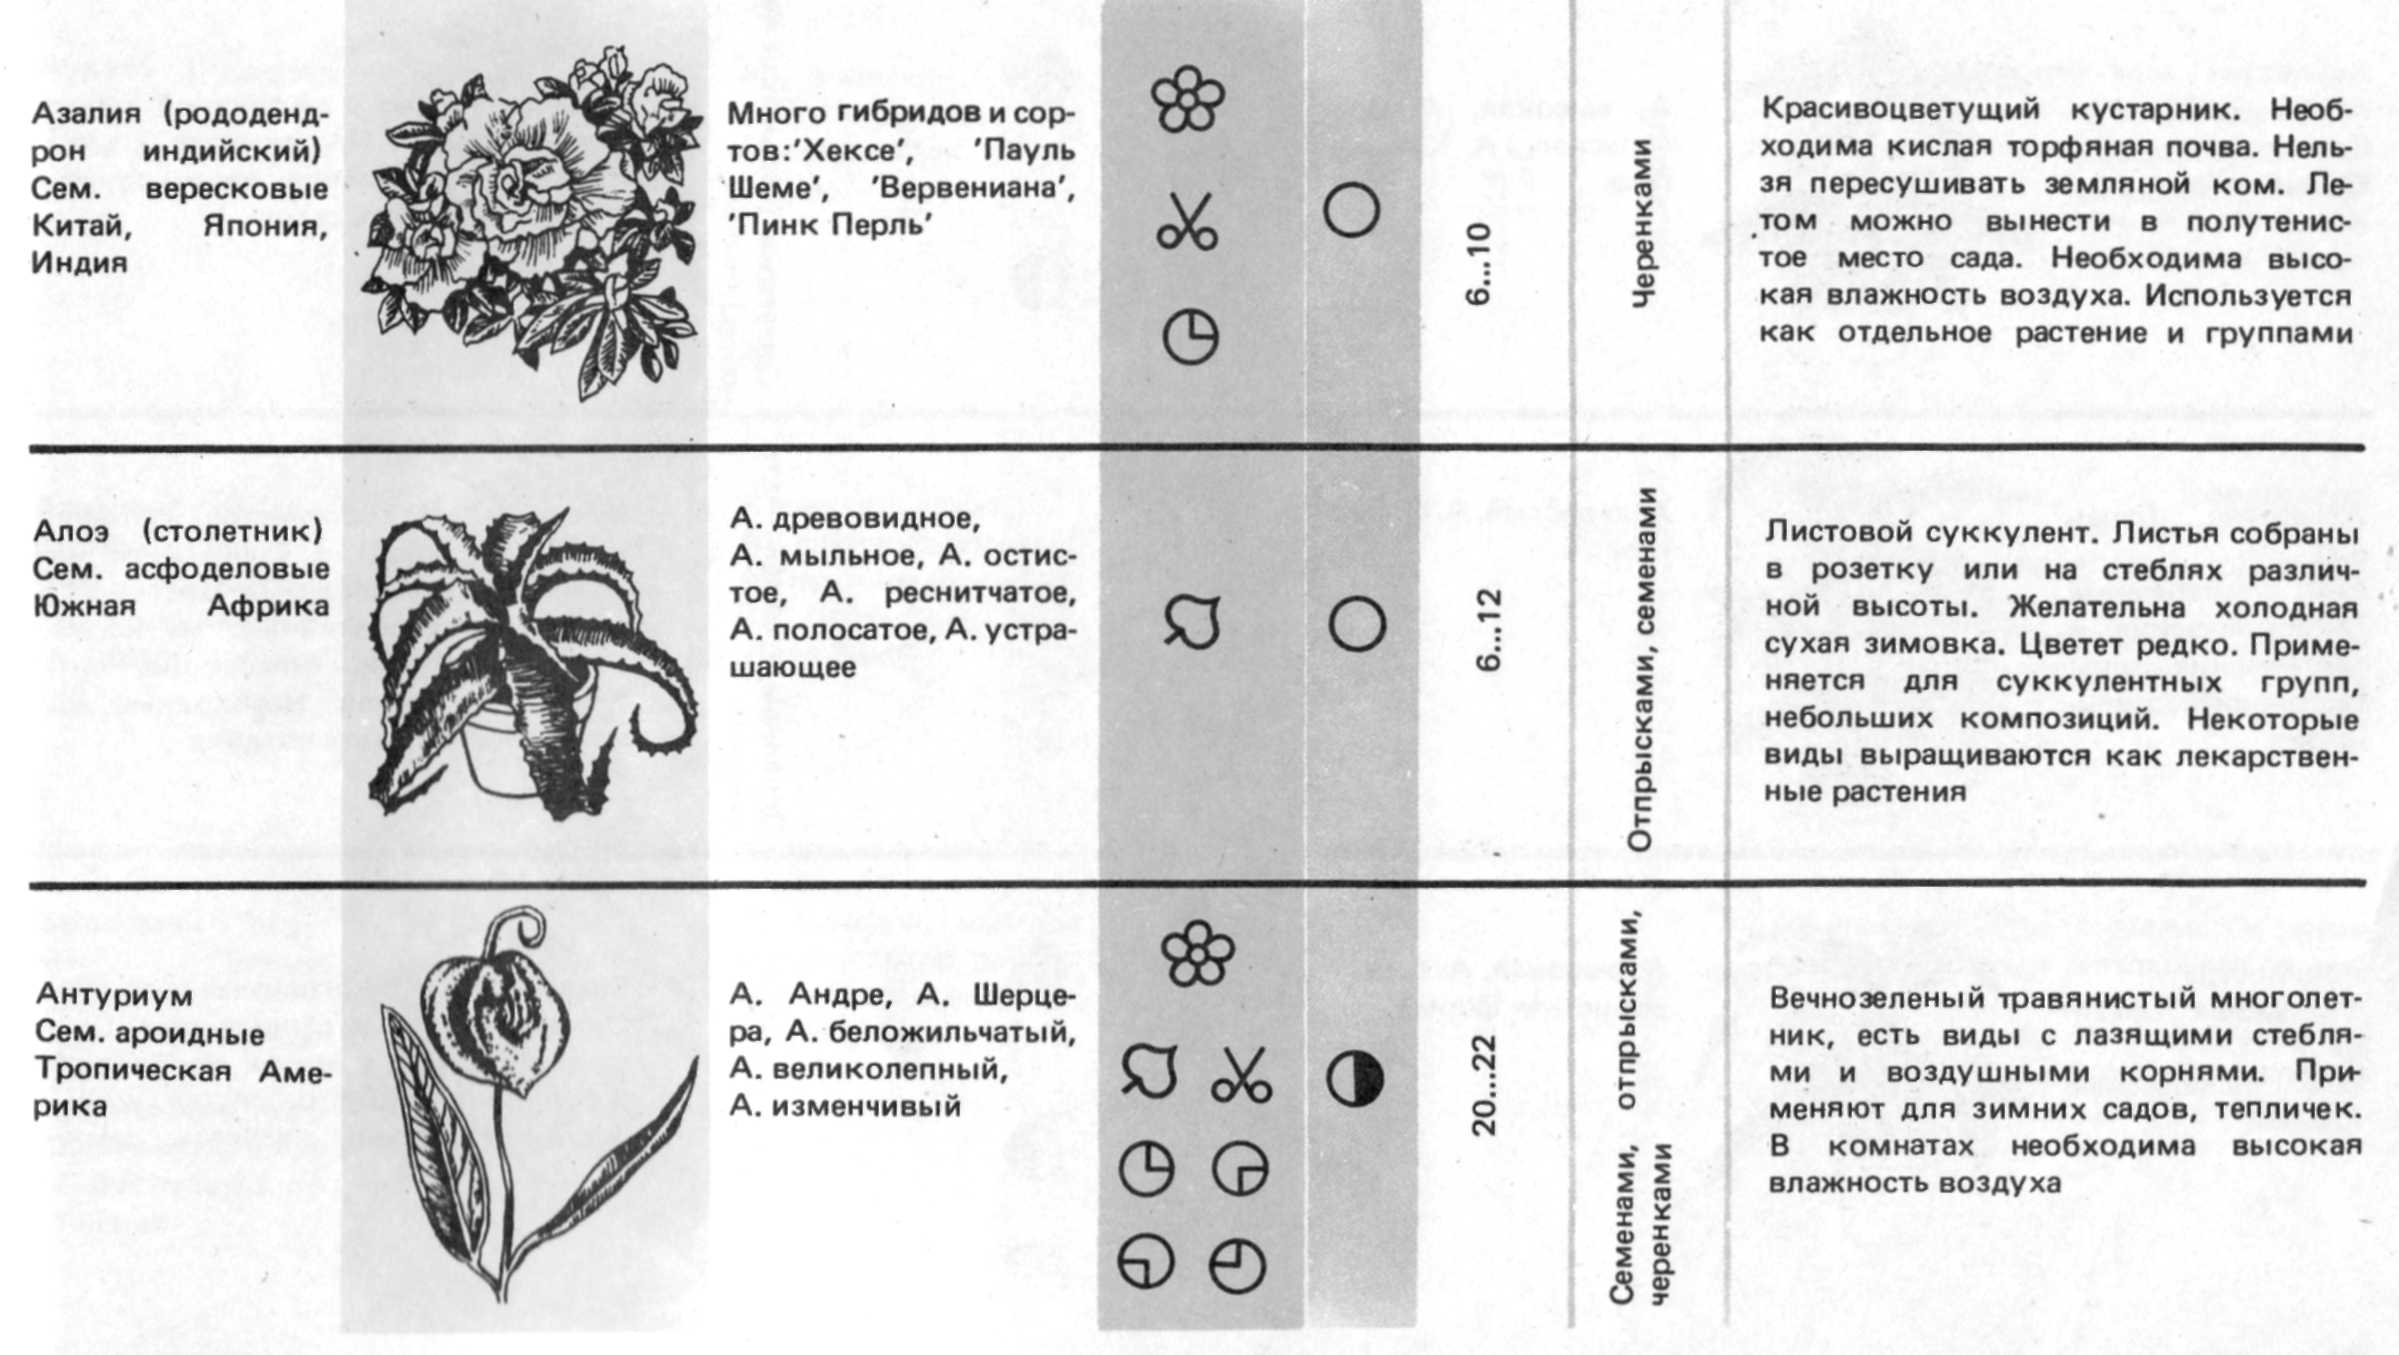 Азалия (рододенд-
рон индийский)
Сем. вересковые
Китай, Япония,
Индия
Много гибридов и сор-
тов:'Хексе', 'Пауль
Шеме', 'Вервениана',
'Пинк Перль'
6...10
Черенками
Красивоцветущий кустарник. Необ-
ходима кислая торфяная почва. Нель-
зя пересушивать земляной ком. Ле-
том можно вынести в полутенис-
тое место сада. Необходима высо-
кая влажность воздуха. Используется
как отдельное растение и группами
Алоэ (столетник)
Сем. асфоделовые
Южная Африка
А. древовидное,
А. мыльное, А. остис-
тое, А. реснитчатое,
А. полосатое, А. устра-
шающее
6...12
Отпрысками, семенами
Листовой суккулент. Листья собраны
в розетку или на стеблях различ-
ной высоты. Желательна холодная
сухая зимовка. Цветет редко. Приме-
няется для суккулентных групп,
небольших композиций. Некоторые
виды выращиваются как лекарствен-
ные растения
Антуриум
Сем. ароидные
Тропическая Аме-
рика
А. Андре, А. Шерце-
ра, А. беложильчатый,
А. великолепный,
А. изменчивый
20...22
Семенами, отпрысками,
черенками
Вечнозеленый травянистый многолет-
ник, есть виды с лазящими стебля-
ми и воздушными корнями. При-
меняют для зимних садов, тепличек.
В комнатах необходима высокая
влажность воздуха